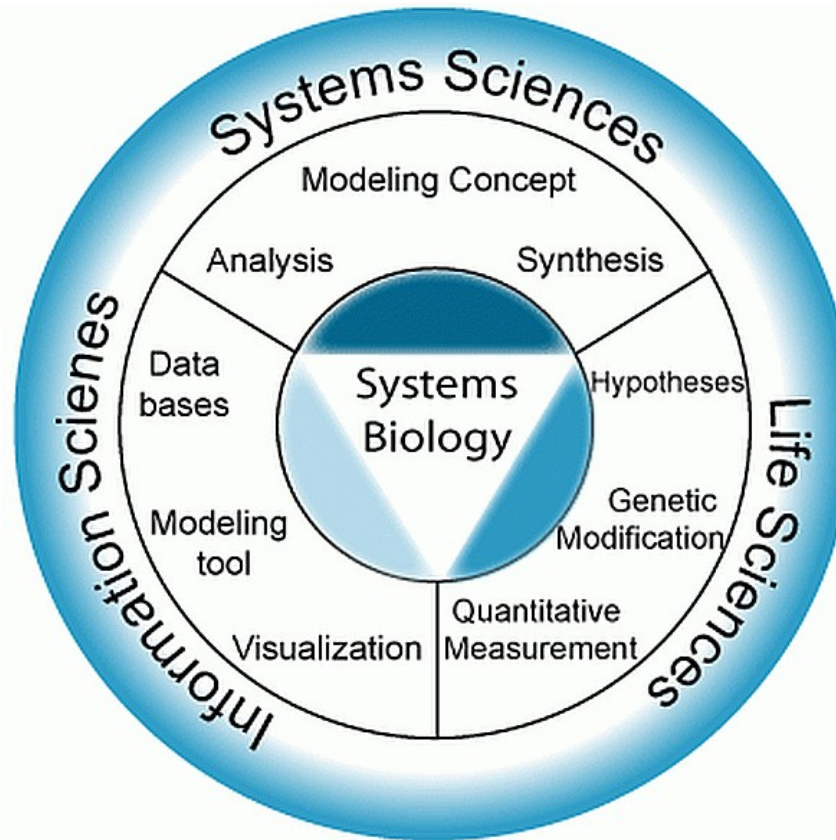 Systems Sciences
Modeling Concept
Analysis
Synthesis
Data
bases
Modeling
tool
Visualization
Systems
Biology
Hypotheses
Genetic
Modification
Quantitative
Measurement
Information Scienes
Life Sciences